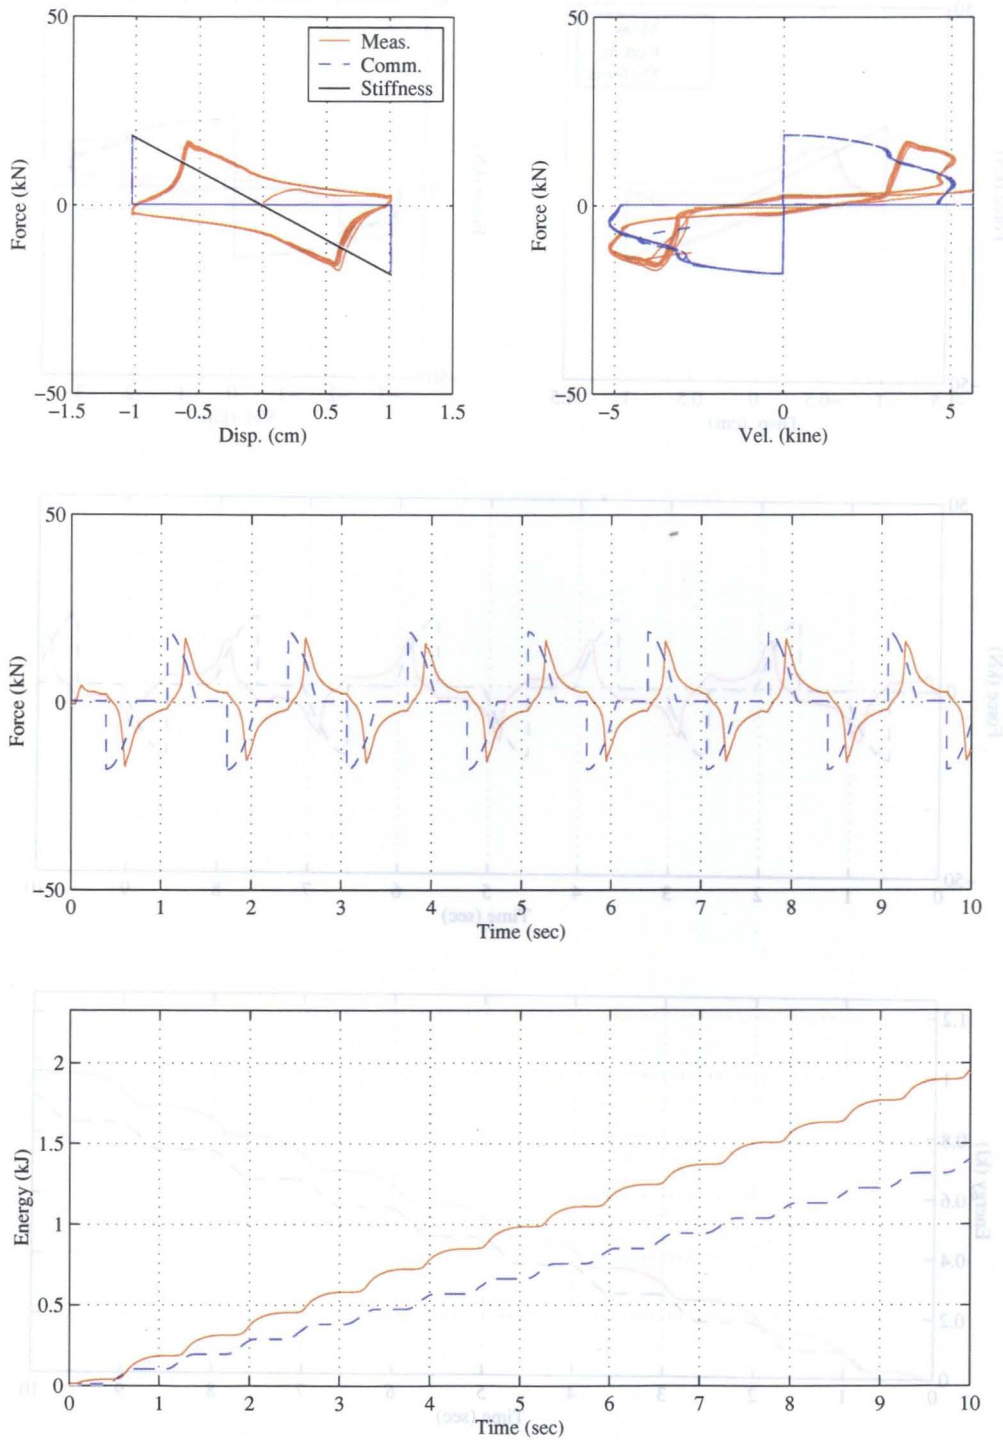 50
50
Meas.
Comm.
Stiffness
Force (kN)
Force (kN)
0
0
−50
−50
−1.5 −1 −0.5 0 0.5 1 1.5
−5 0 5
Disp. (cm)
Vel. (kine)
50
Force (kN)
0
−50
0 1 2 3 4 5 6 7 8 9 10
Time (sec)
2
1.5
Energy (kJ)
1
0.5
0
0 1 2 3 4 5 6 7 8 9 10
Time (sec)